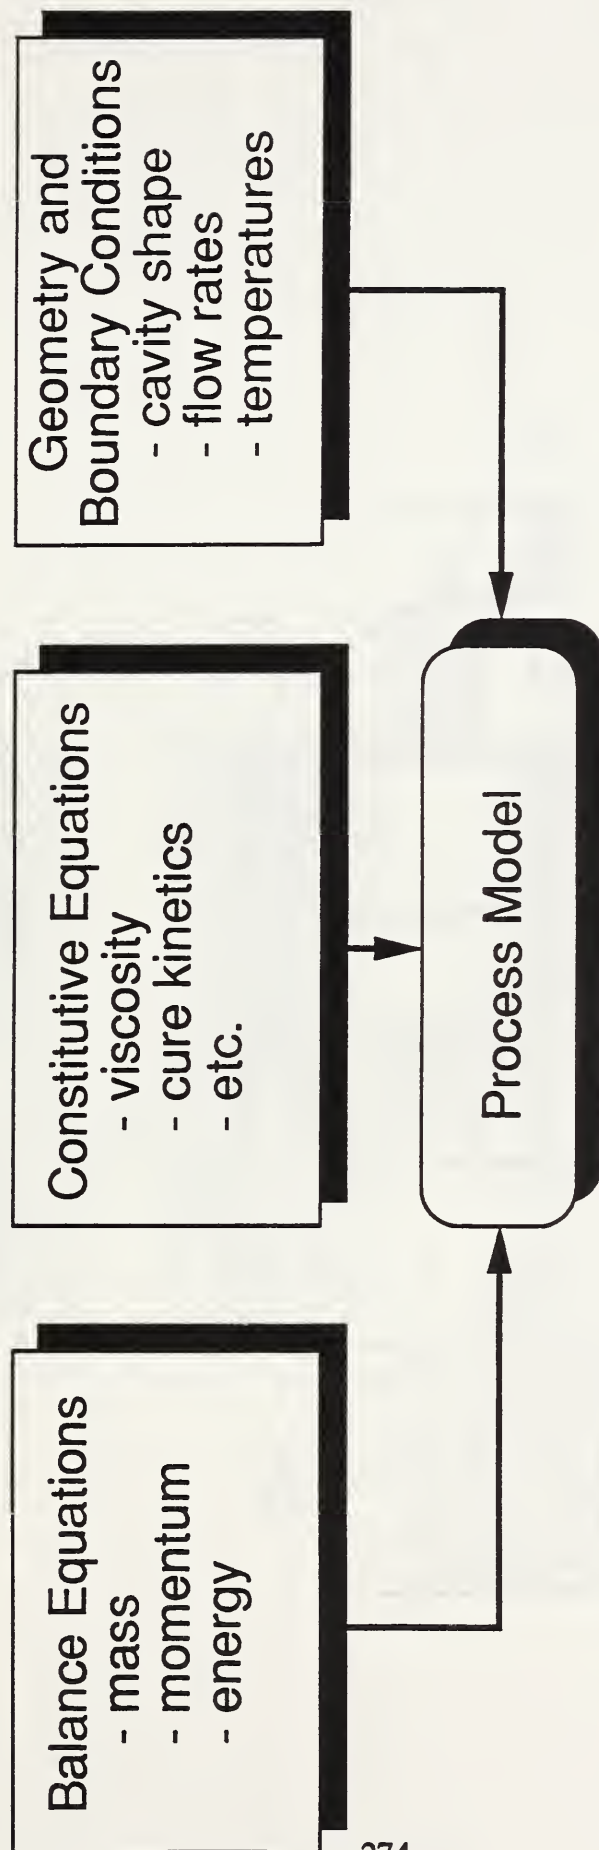 Balance Equations
- mass
- momentum
- energy
Constitutive Equations
- viscosity
- cure kinetics
- etc.
Geometry and
Boundary Conditions
- cavity shape
- flow rates
- temperatures
Process Model